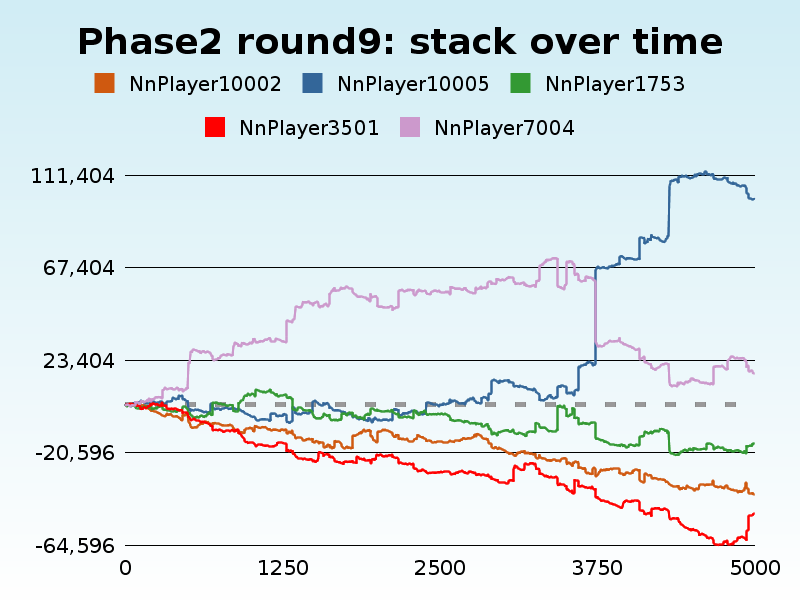 Phase2 round9: stack over time
NnPlayer10002 NnPlayer10005 NnPlayer1753
NnPlayer3501 NnPlayer7004
111,404
67,404
23,404
-20,596
-64,596
0 1250 2500 3750 5000